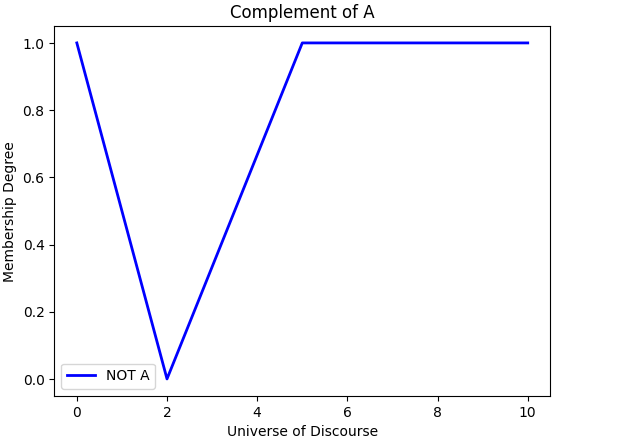 Complement of A
Membership Degree
1.0
0.8
0.6
0.4
0.2
0.0
NOT A
0 2 4 6 8 10
Universe of Discourse